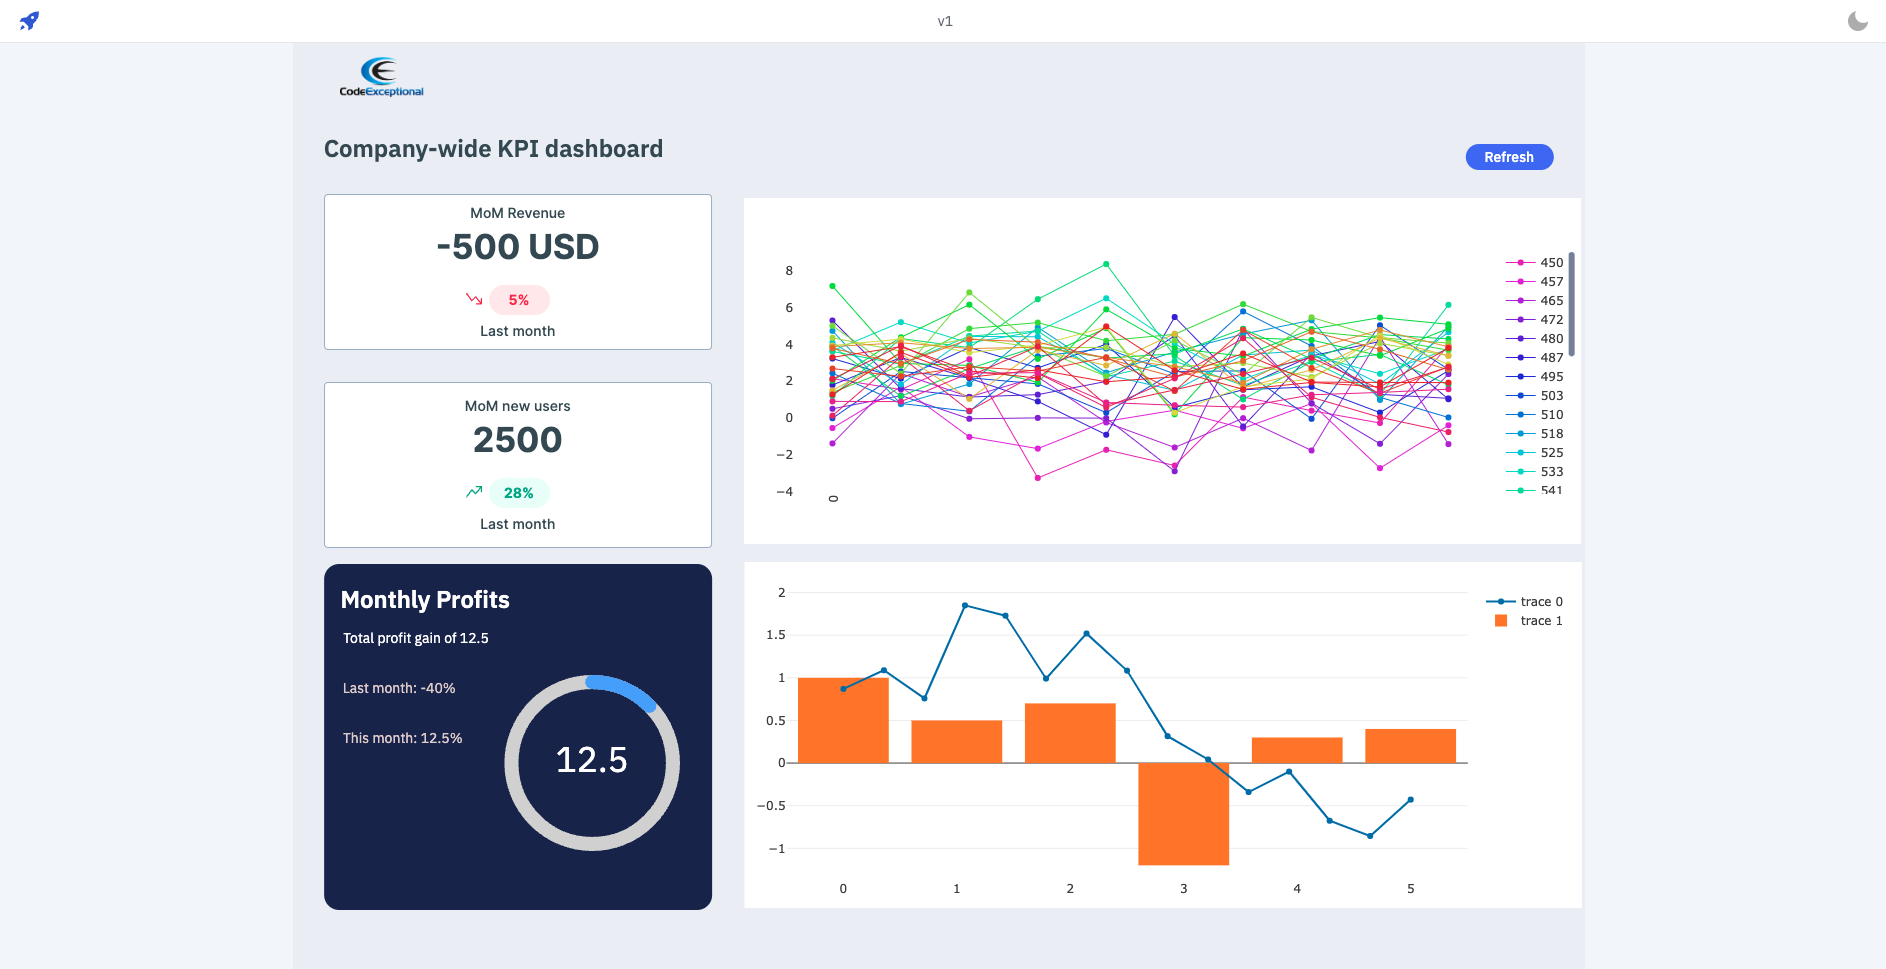 v1
CodeExceptional
Company-wide KPI dashboard
Refresh
MoM Revenue
-500 USD
5%
Last month
MoM new users
2500
28%
Last month
Monthly Profits
Total profit gain of 12.5
Last month: -40%
This month: 12.5%
12.5
8
6
4
2
0
−2
−4
0
450
457
465
472
480
487
495
503
510
518
525
533
541
2
1.5
1
0.5
0
−0.5
−1
0 1 2 3 4 5
trace 0
trace 1